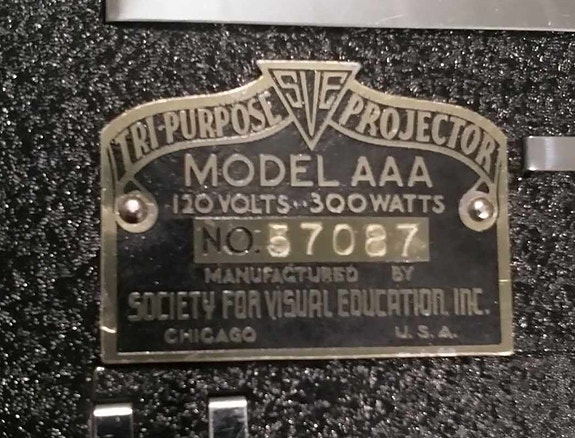 TRI-PURPOSE SVE PROJECTOR
MODEL AAA
120 VOLTS·· 300 WATTS
NO. 37087
MANUFACTURED BY
SOCIETY FOR VISUAL EDUCATION, INC.
CHICAGO U.S.A.